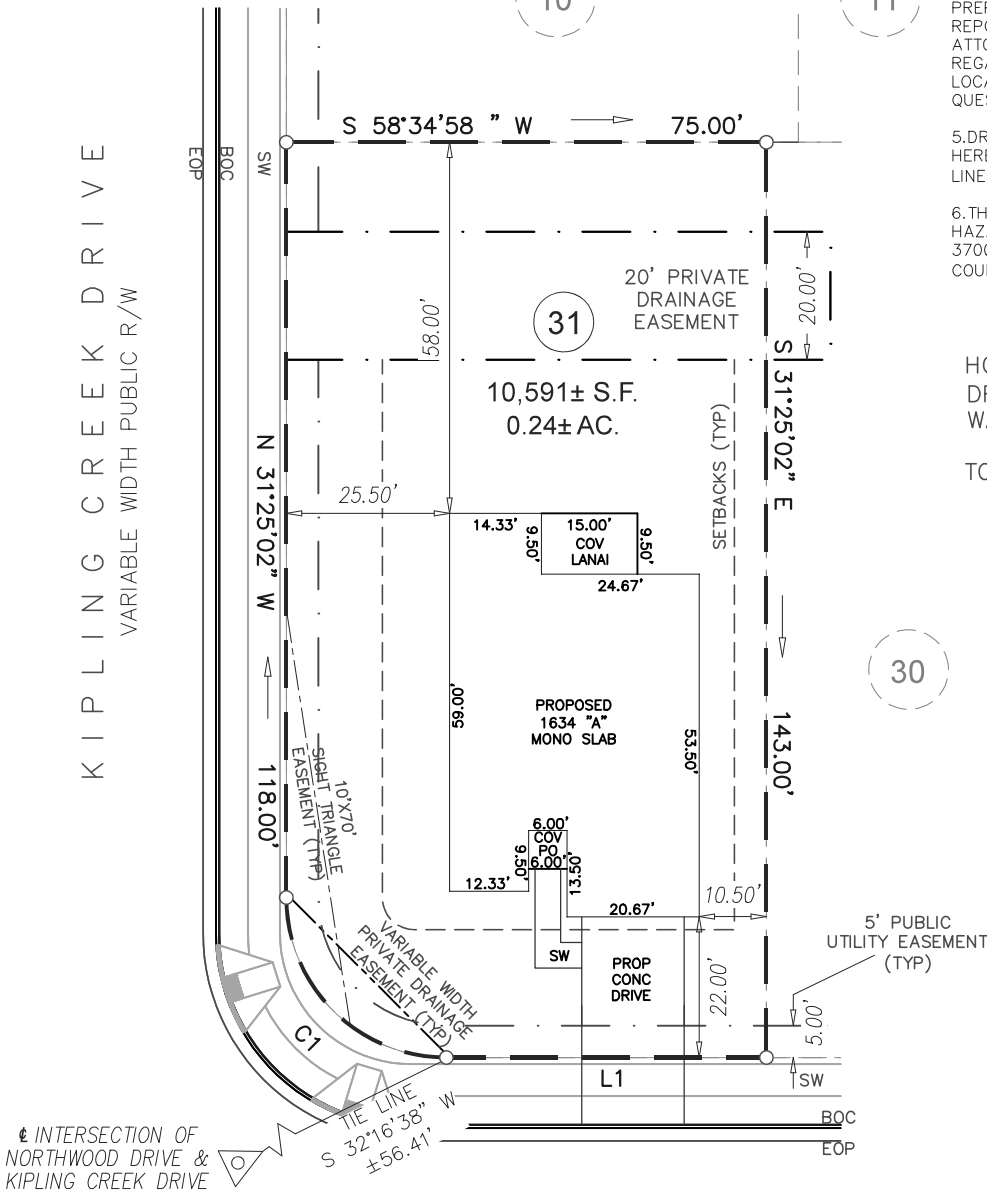 10
11
PREP
REPO
ATTO
REGA
LOCA
QUES
5.DR
HERE
LINE
6.TH
HAZ
370
COU
HO
DR
WA
TO
S 58°34'58 " W
75.00'
EOP
BOC
SW
KIPLING CREEK DRIVE
VARIABLE WIDTH PUBLIC R/W
20' PRIVATE
DRAINAGE
EASEMENT
20.00'
31
58.00'
10,591± S.F.
0.24± AC.
S 31°25'02" E
143.00'
SETBACKS (TYP)
N 31°25'02" W
118.00'
25.50'
14.33'
9.50'
15.00'
COV
LANAI
9.50'
24.67'
30
59.00'
PROPOSED
1634 "A"
MONO SLAB
53.50'
10'X70'
SIGHT TRIANGLE
EASEMENT (TYP)
6.00'
COV
PO
6.00'
9.50'
13.50'
12.33'
20.67'
10.50'
VARIABLE WIDTH
PRIVATE DRAINAGE
EASEMENT (TYP)
SW
PROP
CONC
DRIVE
22.00'
5' PUBLIC
UTILITY EASEMENT
(TYP)
5.00'
C1
L1
SW
TIE LINE
S 32°16'38" W
±56.41'
BOC
EOP
℄ INTERSECTION OF
NORTHWOOD DRIVE &
KIPLING CREEK DRIVE